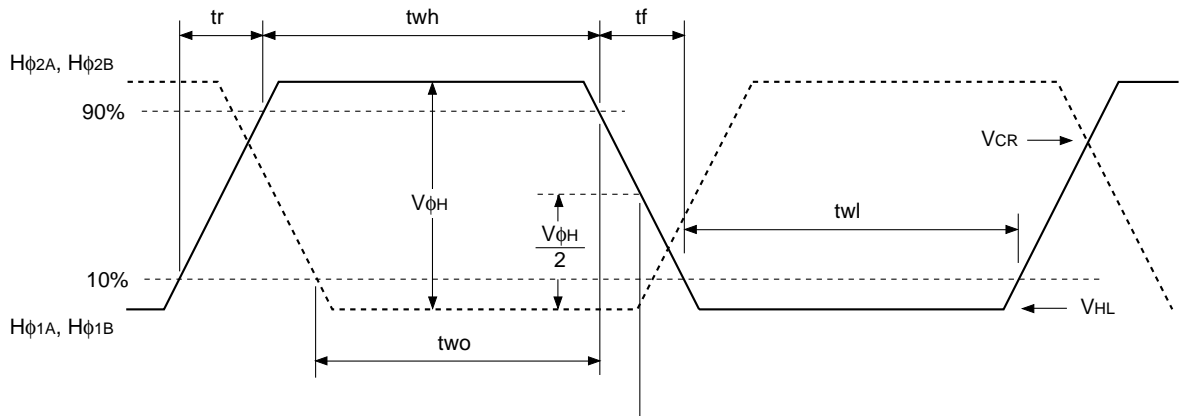 tr twh tf
Hϕ2A, Hϕ2B
90%
VCR
VϕH
twl
VϕH
2
10%
VHL
Hϕ1A, Hϕ1B
two